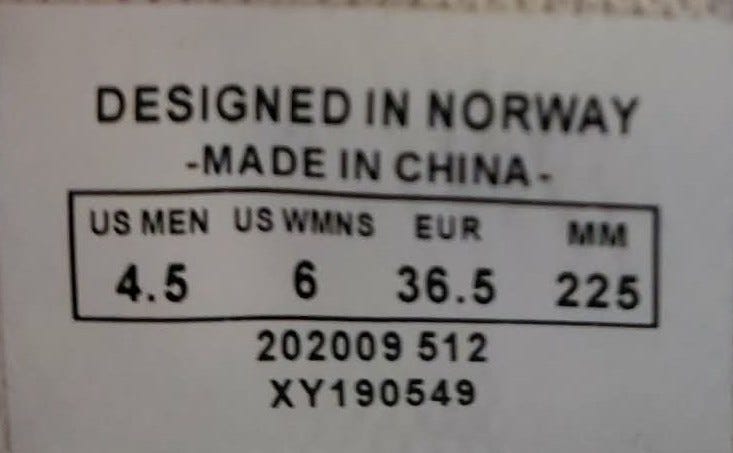 DESIGNED IN NORWAY
-MADE IN CHINA-
US MEN US WMNS EUR MM
4.5 6 36.5 225
202009 512
XY190549